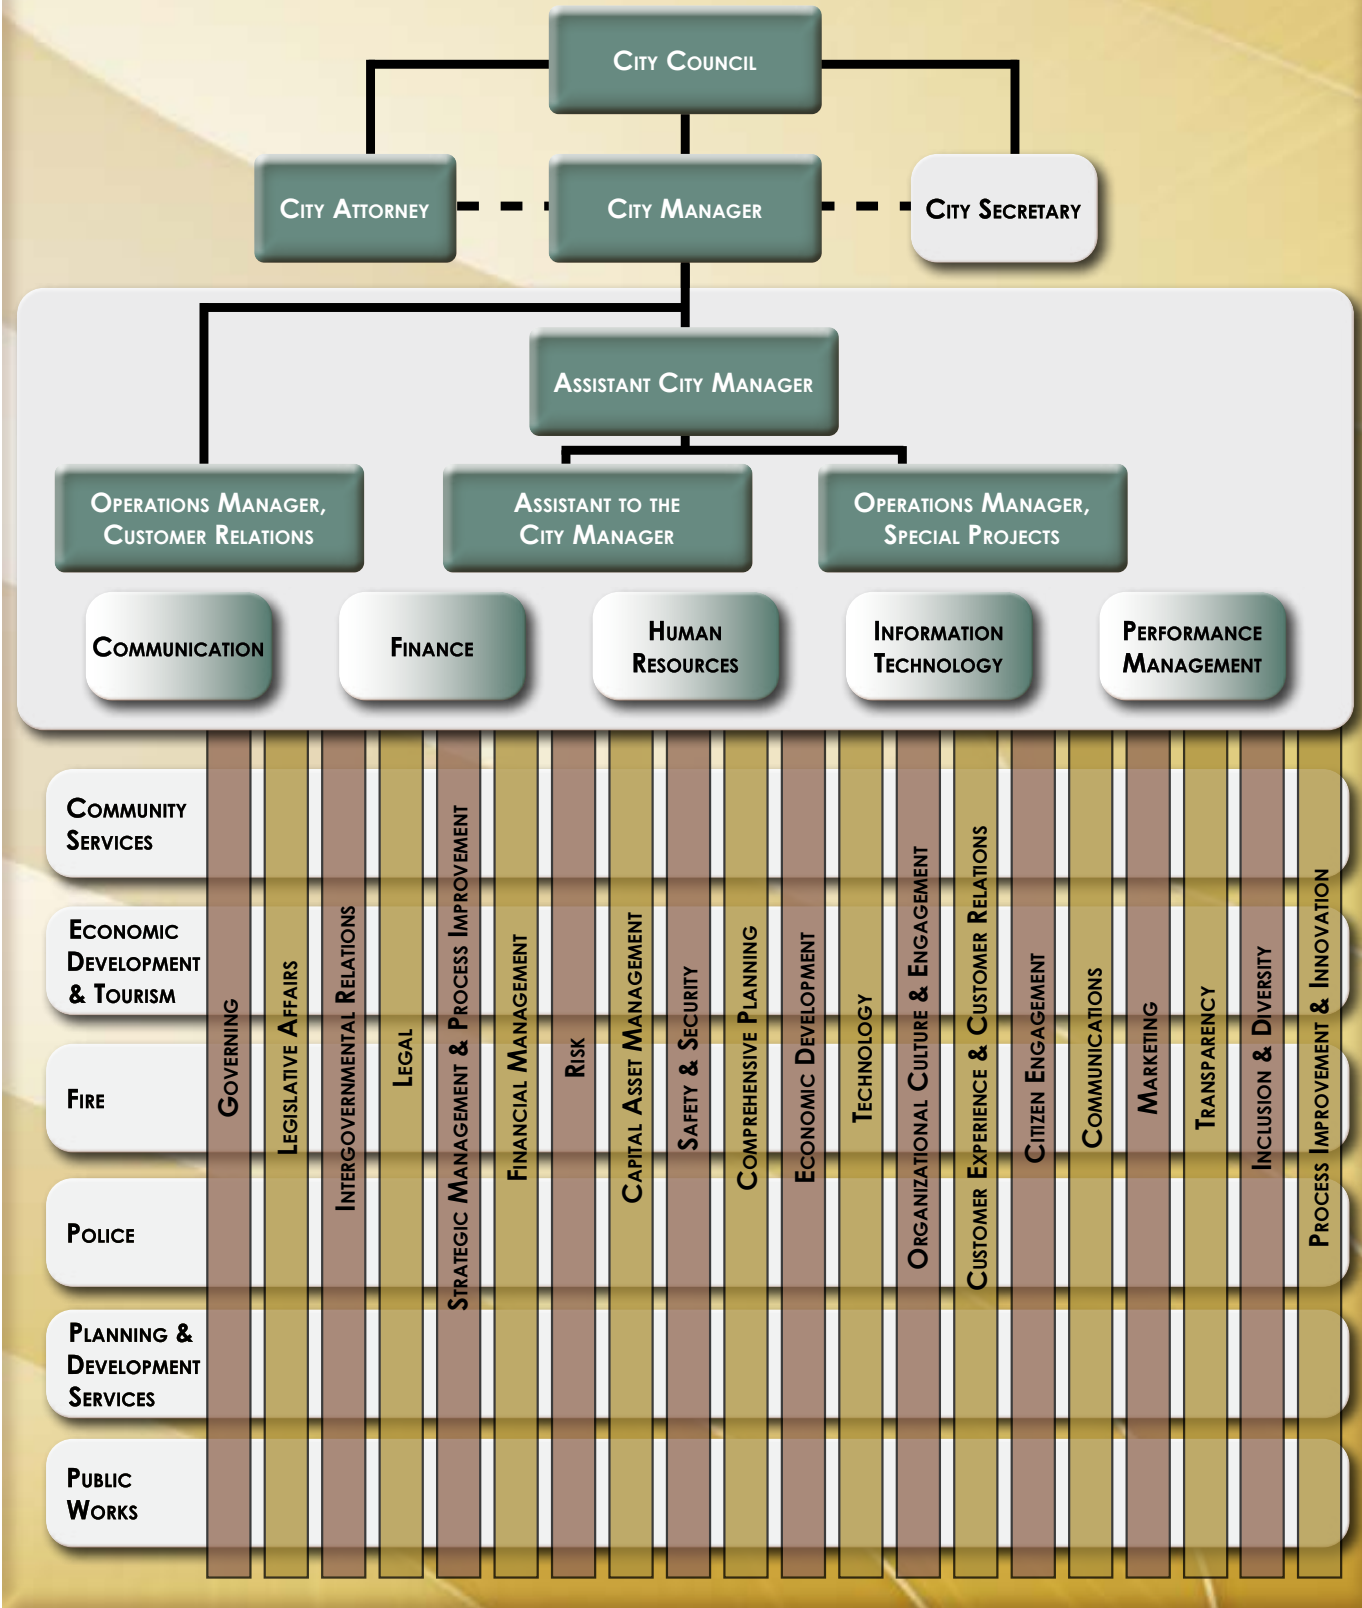 City Council
City Attorney
City Manager
City Secretary
Assistant City Manager
Operations Manager,
Customer Relations
Assistant to the
City Manager
Operations Manager,
Special Projects
Communication
Finance
Human
Resources
Information
Technology
Performance
Management
Community
Services
Economic
Development
& Tourism
Fire
Police
Planning &
Development
Services
Public
Works
Governing
Legislative Affairs
Intergovernmental Relations
Legal
Strategic Management & Process Improvement
Financial Management
Risk
Capital Asset Management
Safety & Security
Comprehensive Planning
Economic Development
Technology
Organizational Culture & Engagement
Customer Experience & Customer Relations
Citizen Engagement
Communications
Marketing
Transparency
Inclusion & Diversity
Process Improvement & Innovation